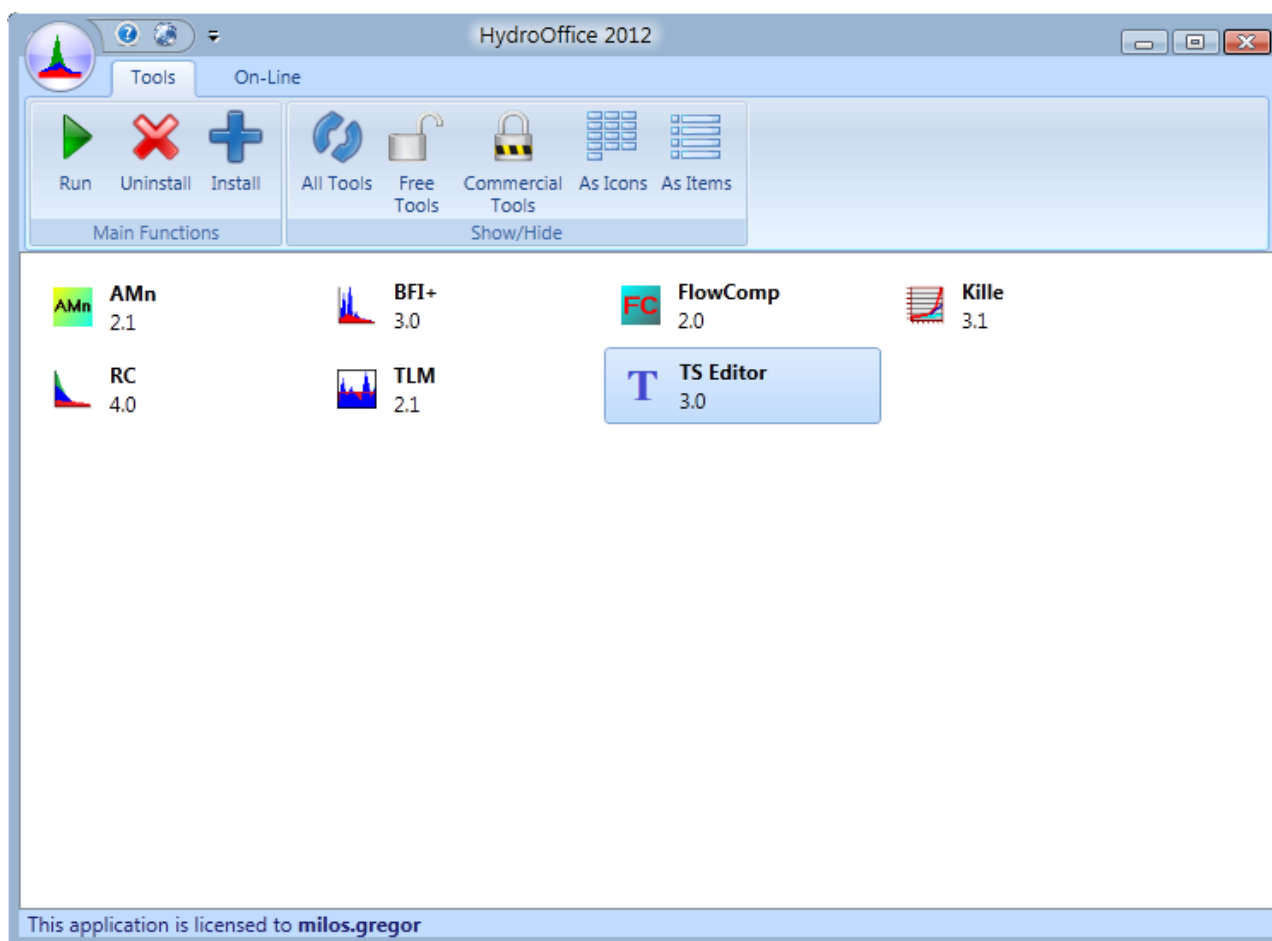 HydroOffice 2012
Tools On-Line
Run Uninstall Install All Tools Free Tools Commercial Tools As Icons As Items
Main Functions Show/Hide
AMn AMn BFI+ FC FlowComp Kille
2.1 3.0 2.0 3.1
RC TLM T TS Editor
4.0 2.1 3.0
This application is licensed to milos.gregor